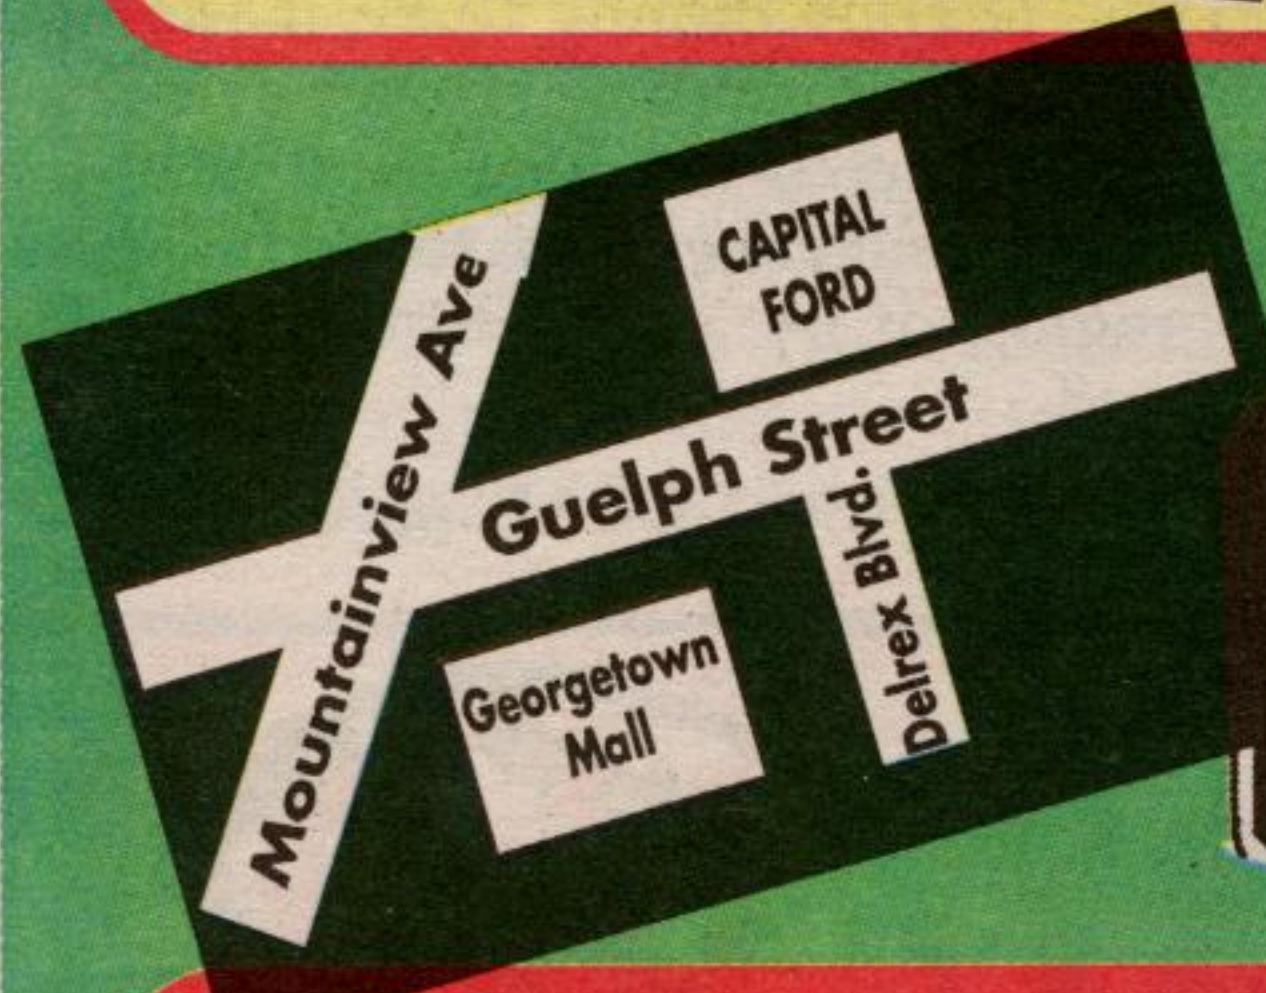 CAPITAL
FORD
Mountainview Ave
Guelph Street
Delrex Blvd.
Georgetown
Mall